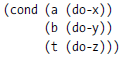 (cond (a (do-x))
      (b (do-y))
      (t (do-z)))